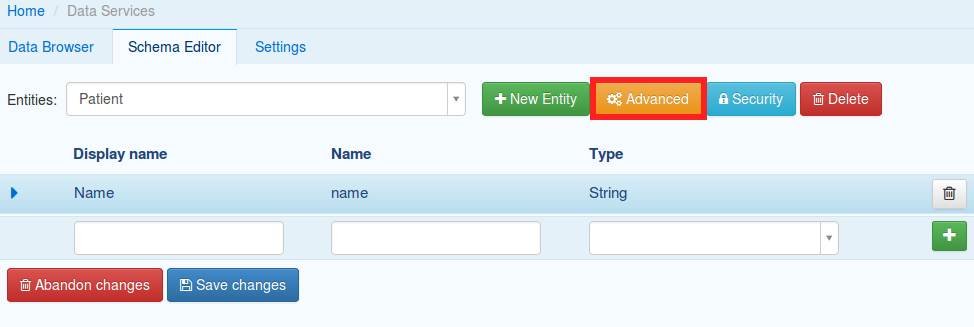 Home / Data Services
Data Browser Schema Editor Settings
Entities: Patient New Entity Advanced Security Delete
Display name Name Type
Name name String
Abandon changes Save changes